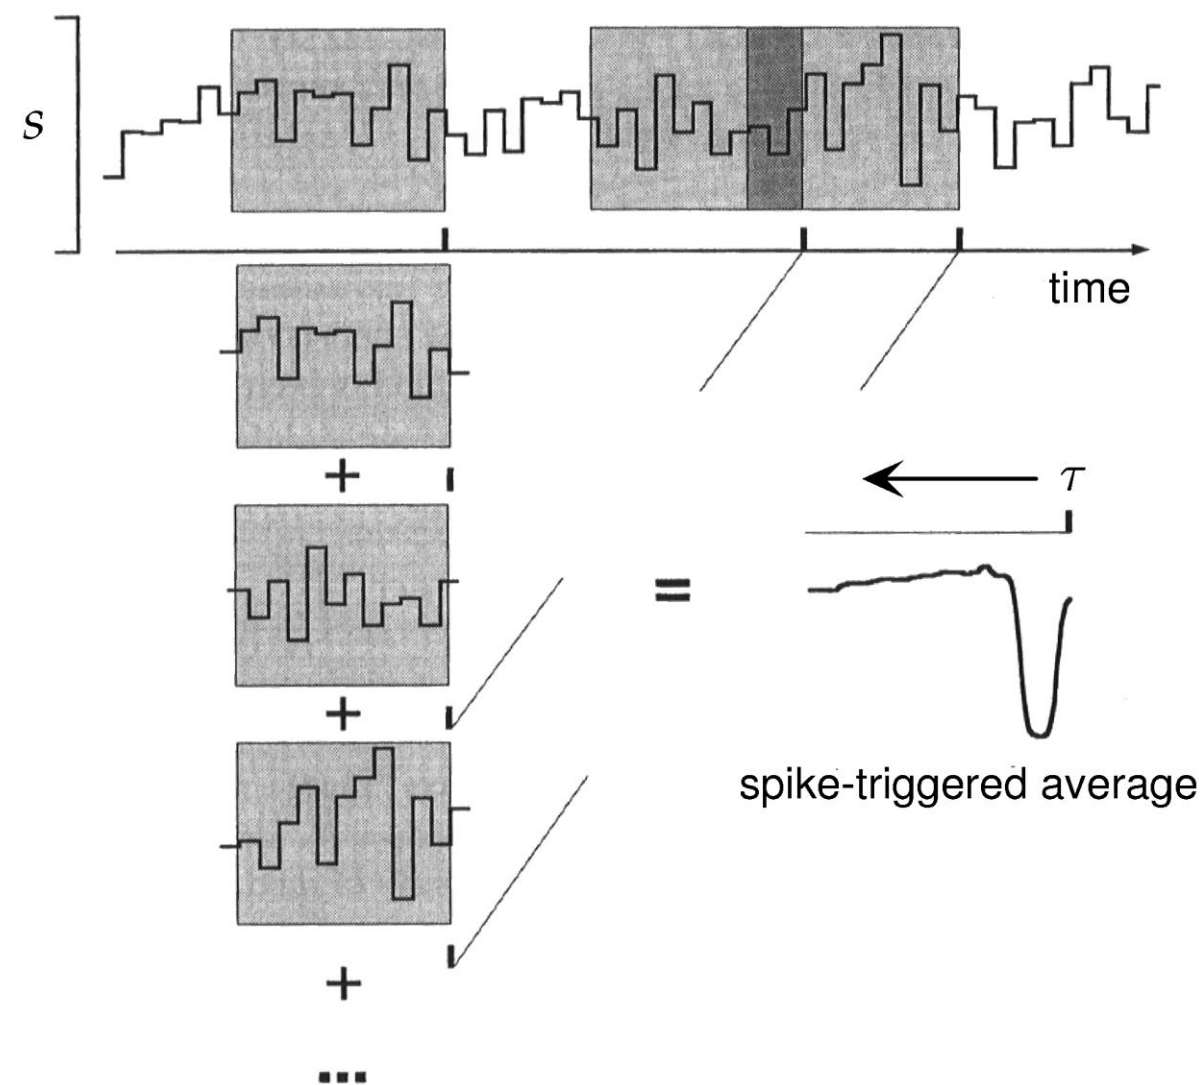 s
time
+
τ
+
=
spike-triggered average
+
...